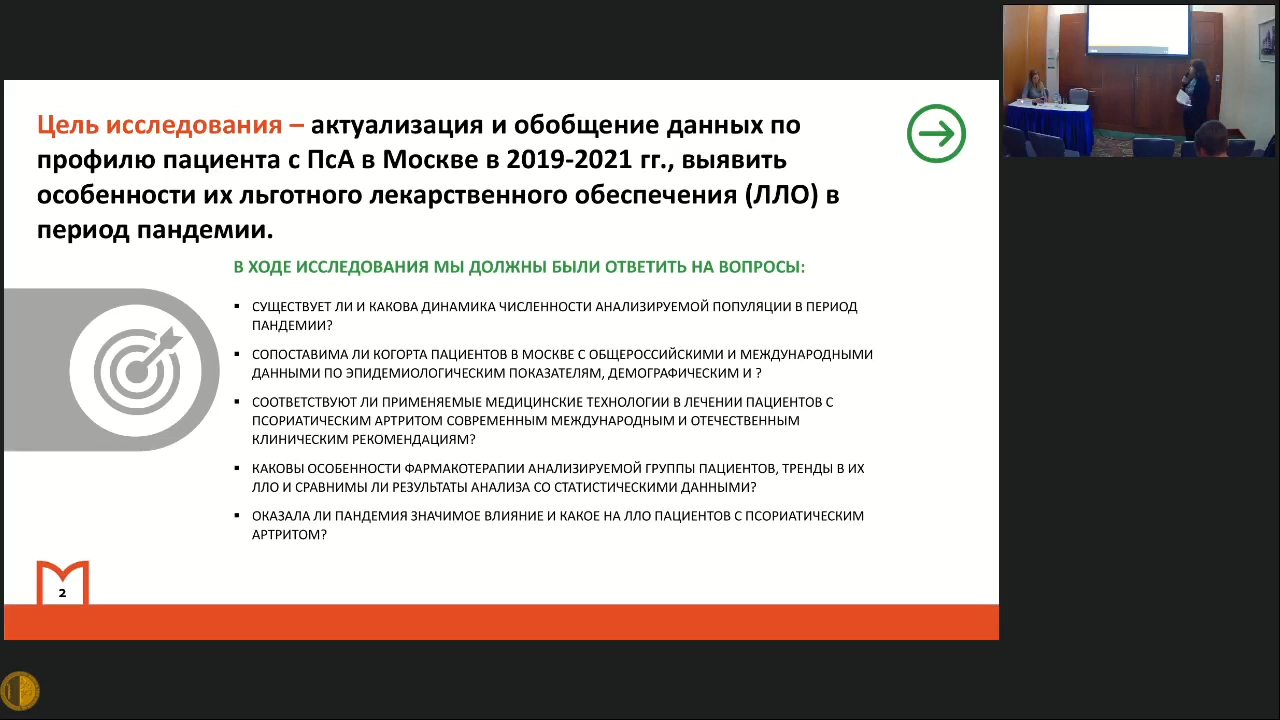 Цель исследования – актуализация и обобщение данных по
профилю пациента с ПсА в Москве в 2019-2021 гг., выявить
особенности их льготного лекарственного обеспечения (ЛЛО) в
период пандемии.
В ХОДЕ ИССЛЕДОВАНИЯ МЫ ДОЛЖНЫ БЫЛИ ОТВЕТИТЬ НА ВОПРОСЫ:
▪ СУЩЕСТВУЕТ ЛИ И КАКОВА ДИНАМИКА ЧИСЛЕННОСТИ АНАЛИЗИРУЕМОЙ ПОПУЛЯЦИИ В ПЕРИОД
ПАНДЕМИИ?
▪ СОПОСТАВИМА ЛИ КОГОРТА ПАЦИЕНТОВ В МОСКВЕ С ОБЩЕРОССИЙСКИМИ И МЕЖДУНАРОДНЫМИ
ДАННЫМИ ПО ЭПИДЕМИОЛОГИЧЕСКИМ ПОКАЗАТЕЛЯМ, ДЕМОГРАФИЧЕСКИМ И ?
▪ СООТВЕТСТВУЮТ ЛИ ПРИМЕНЯЕМЫЕ МЕДИЦИНСКИЕ ТЕХНОЛОГИИ В ЛЕЧЕНИИ ПАЦИЕНТОВ С
ПСОРИАТИЧЕСКИМ АРТРИТОМ СОВРЕМЕННЫМ МЕЖДУНАРОДНЫМ И ОТЕЧЕСТВЕННЫМ
КЛИНИЧЕСКИМ РЕКОМЕНДАЦИЯМ?
▪ КАКОВЫ ОСОБЕННОСТИ ФАРМАКОТЕРАПИИ АНАЛИЗИРУЕМОЙ ГРУППЫ ПАЦИЕНТОВ, ТРЕНДЫ В ИХ
ЛЛО И СРАВНИМЫ ЛИ РЕЗУЛЬТАТЫ АНАЛИЗА СО СТАТИСТИЧЕСКИМИ ДАННЫМИ?
▪ ОКАЗАЛА ЛИ ПАНДЕМИЯ ЗНАЧИМОЕ ВЛИЯНИЕ И КАКОЕ НА ЛЛО ПАЦИЕНТОВ С ПСОРИАТИЧЕСКИМ
АРТРИТОМ?
2